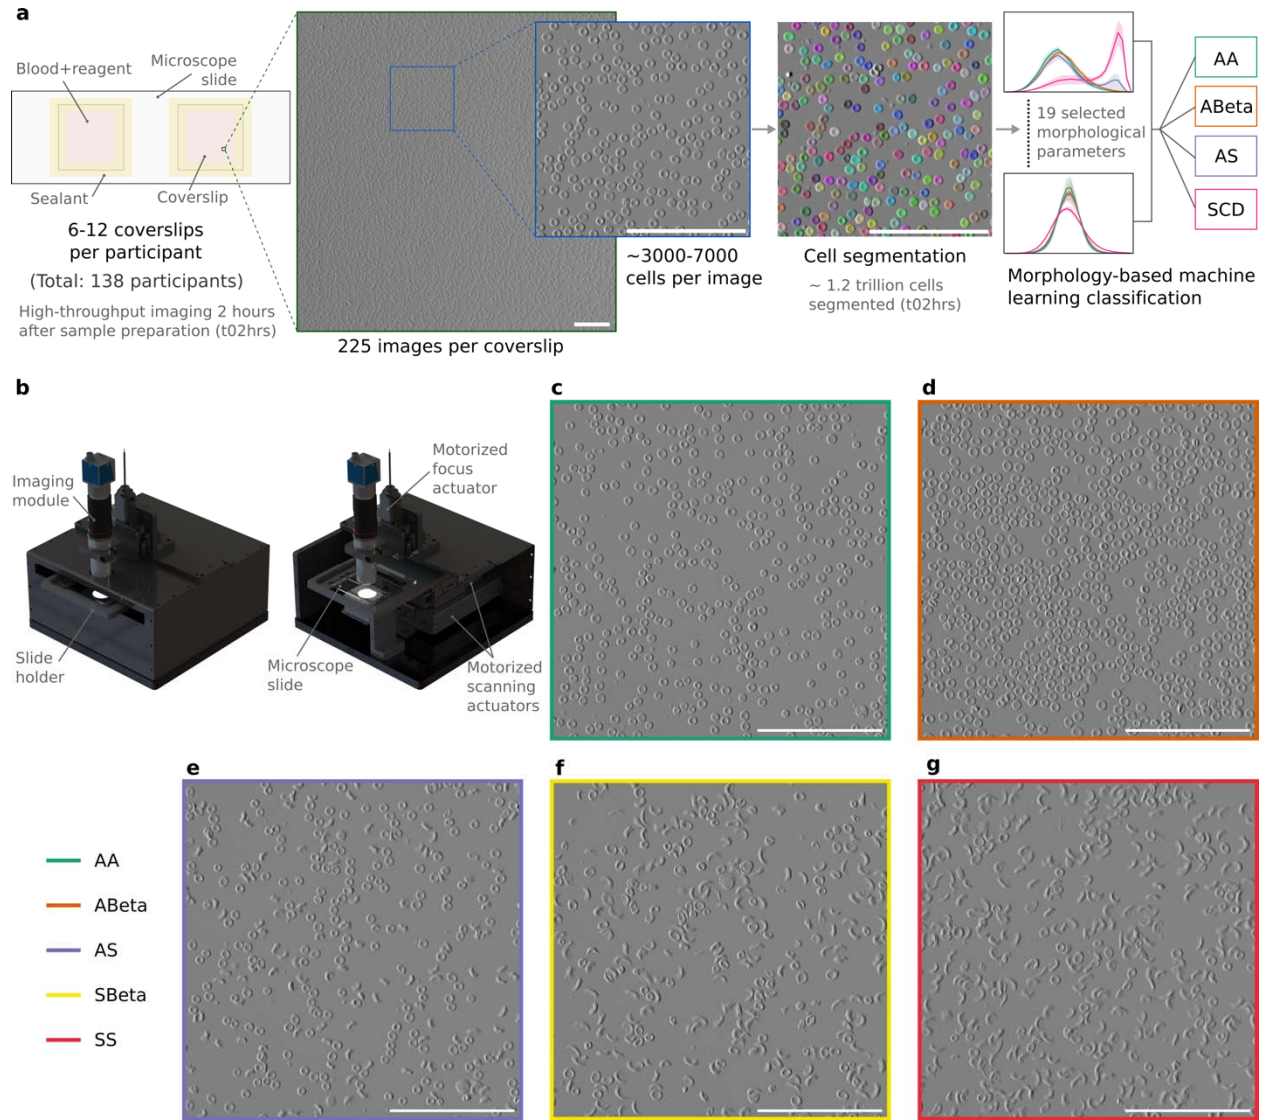 a
Blood+reagent
Microscope
slide
Sealant
Coverslip
6-12 coverslips
per participant
(Total: 138 participants)
High-throughput imaging 2 hours
after sample preparation (t02hrs)
225 images per coverslip
~3000-7000
cells per image
Cell segmentation
~ 1.2 trillion cells
segmented (t02hrs)
19 selected
morphological
parameters
AA
ABeta
AS
SCD
Morphology-based machine
learning classification
b
Imaging
module
Motorized
focus
actuator
Slide
holder
Microscope
slide
Motorized
scanning
actuators
c
d
e
f
g
AA
ABeta
AS
SBeta
SS